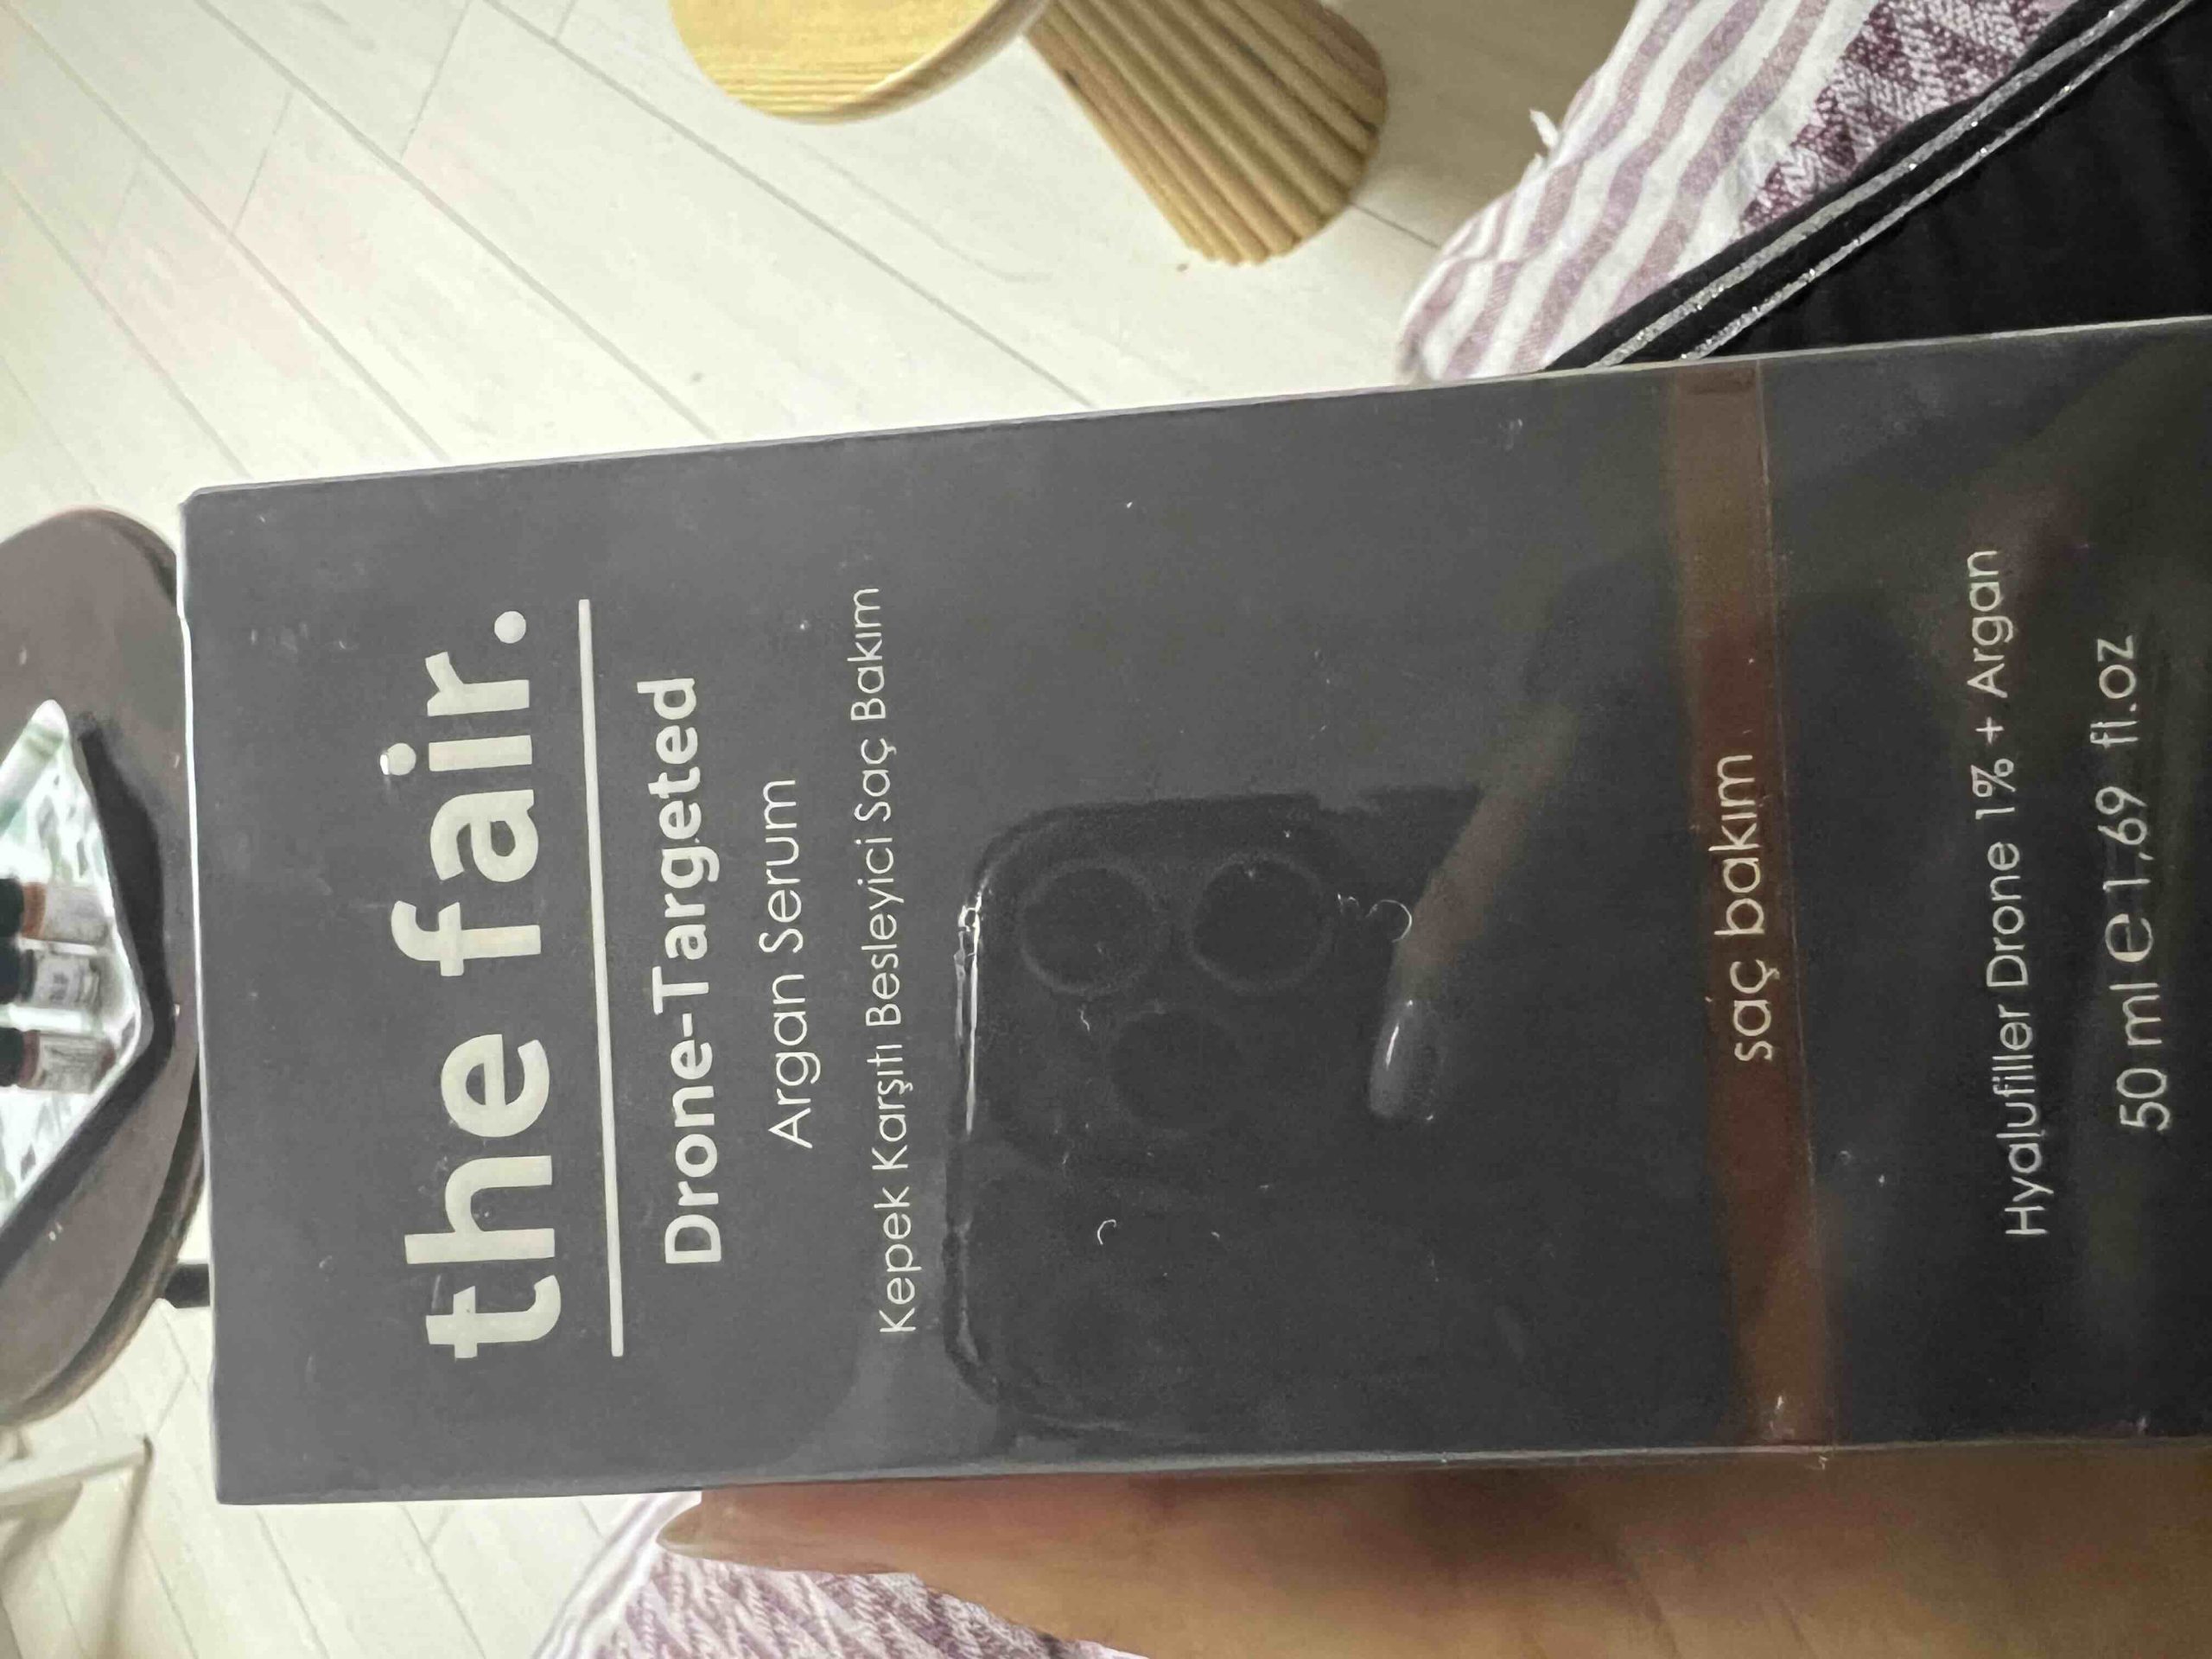 the fair.
Drone-Targeted
Argan Serum
Kepek Karşıtı Besleyici Saç Bakım
saç bakım
Hyalufiller Drone 1% + Argan
50 ml e 1,69 fl.oz